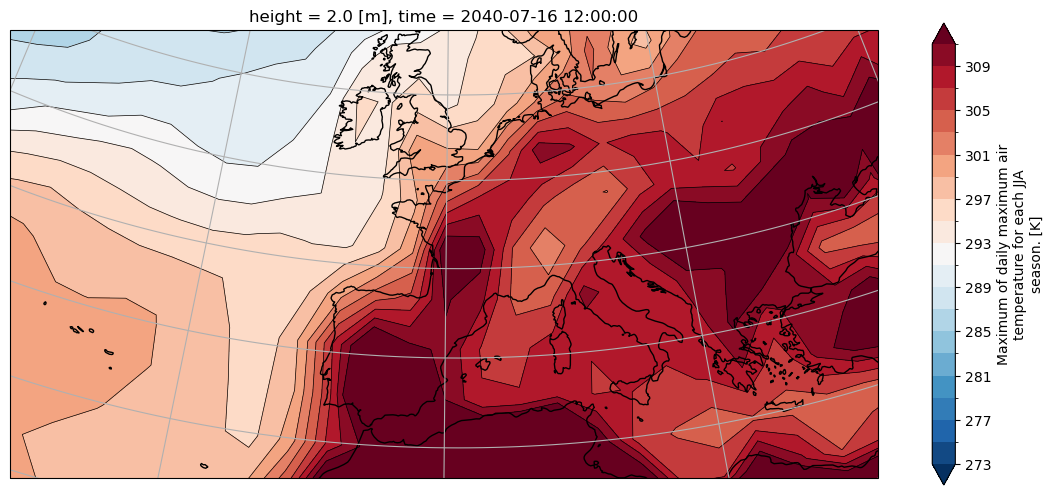 height = 2.0 [m], time = 2040-07-16 12:00:00
309
305
301
297
293
289
285
281
277
273
Maximum of daily maximum air
temperature for each JJA
season. [K]